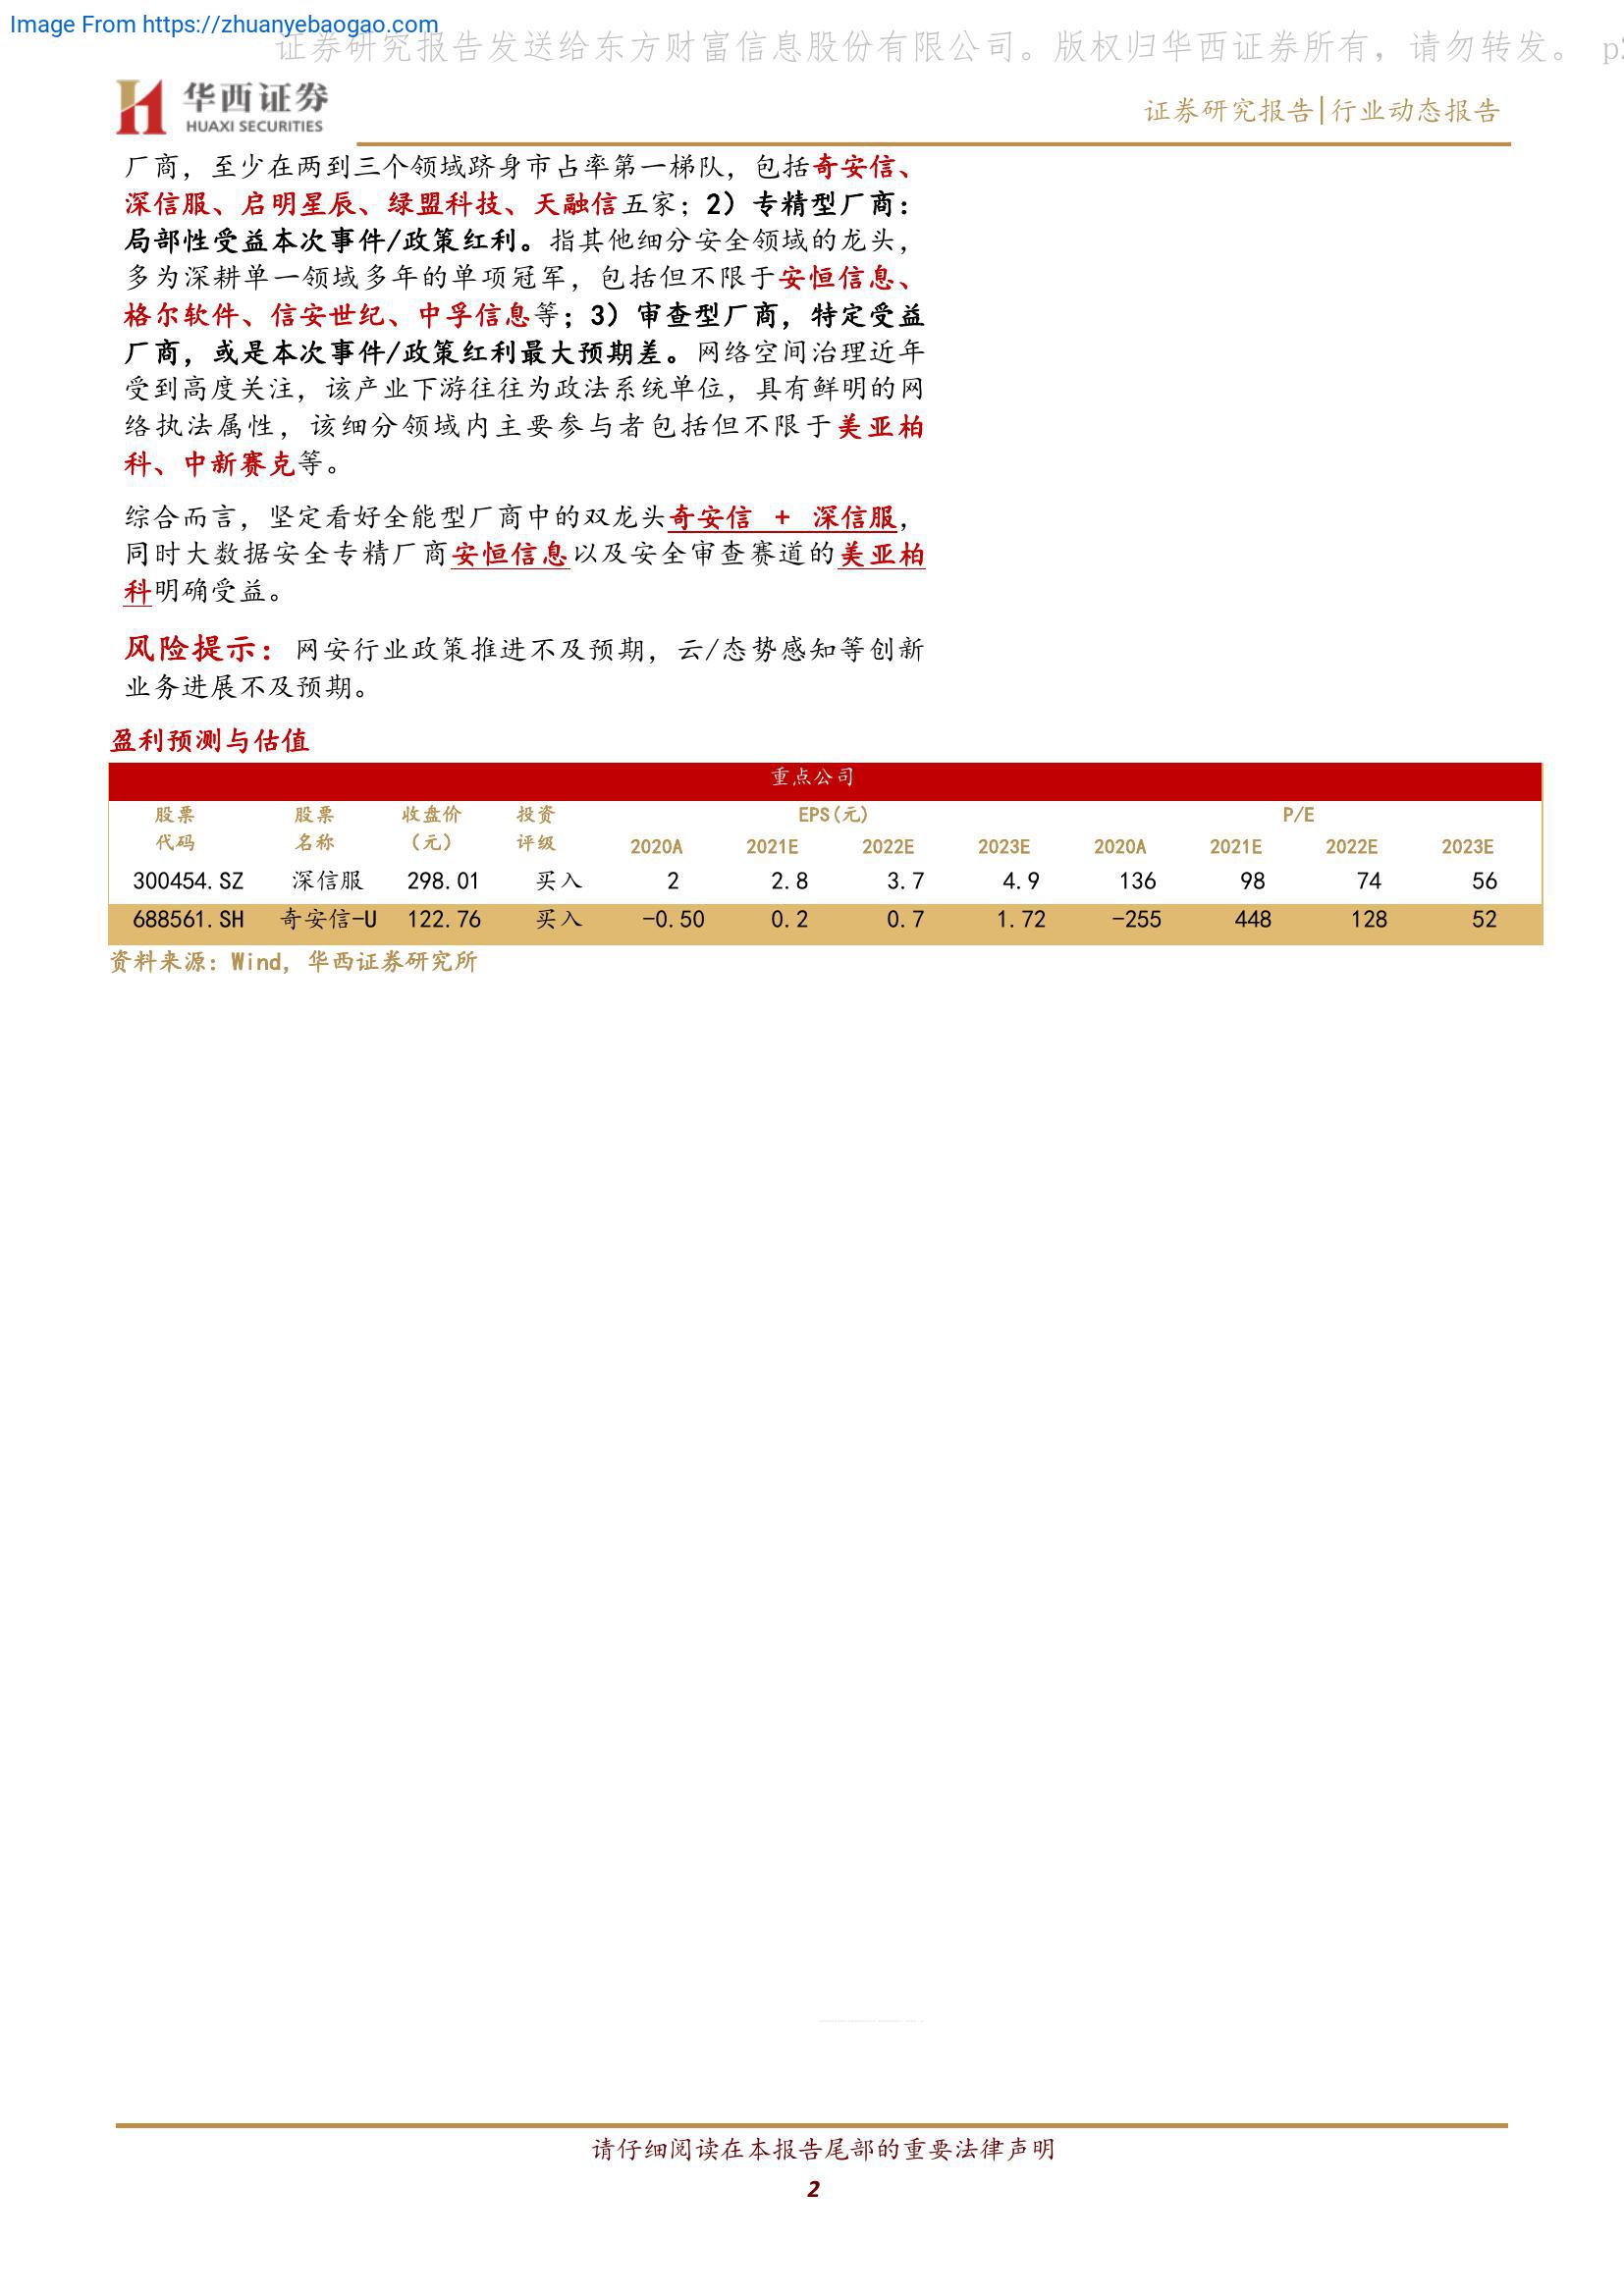 Image From https://zhuanyebaogao.com
证券研究报告发送给东方财富信息股份有限公司。版权归华西证券所有，请勿转发。 p2
华西证券
HUAXI SECURITIES
证券研究报告|行业动态报告
厂商，至少在两到三个领域跻身市占率第一梯队，包括奇安信、
深信服、启明星辰、绿盟科技、天融信五家；2）专精型厂商：
局部性受益本次事件/政策红利。指其他细分安全领域的龙头，
多为深耕单一领域多年的单项冠军，包括但不限于安恒信息、
格尔软件、信安世纪、中孚信息等；3）审查型厂商，特定受益
厂商，或是本次事件/政策红利最大预期差。网络空间治理近年
受到高度关注，该产业下游往往为政法系统单位，具有鲜明的网
络执法属性，该细分领域内主要参与者包括但不限于美亚柏
科、中新赛克等。
综合而言，坚定看好全能型厂商中的双龙头奇安信 + 深信服，
同时大数据安全专精厂商安恒信息以及安全审查赛道的美亚柏
科明确受益。
风险提示：网安行业政策推进不及预期，云/态势感知等创新
业务进展不及预期。
盈利预测与估值
重点公司
股票 股票 收盘价 投资 EPS(元) P/E
代码 名称 （元） 评级 2020A 2021E 2022E 2023E 2020A 2021E 2022E 2023E
300454.SZ 深信服 298.01 买入 2 2.8 3.7 4.9 136 98 74 56
688561.SH 奇安信-U 122.76 买入 -0.50 0.2 0.7 1.72 -255 448 128 52
资料来源：Wind，华西证券研究所
请仔细阅读在本报告尾部的重要法律声明
2